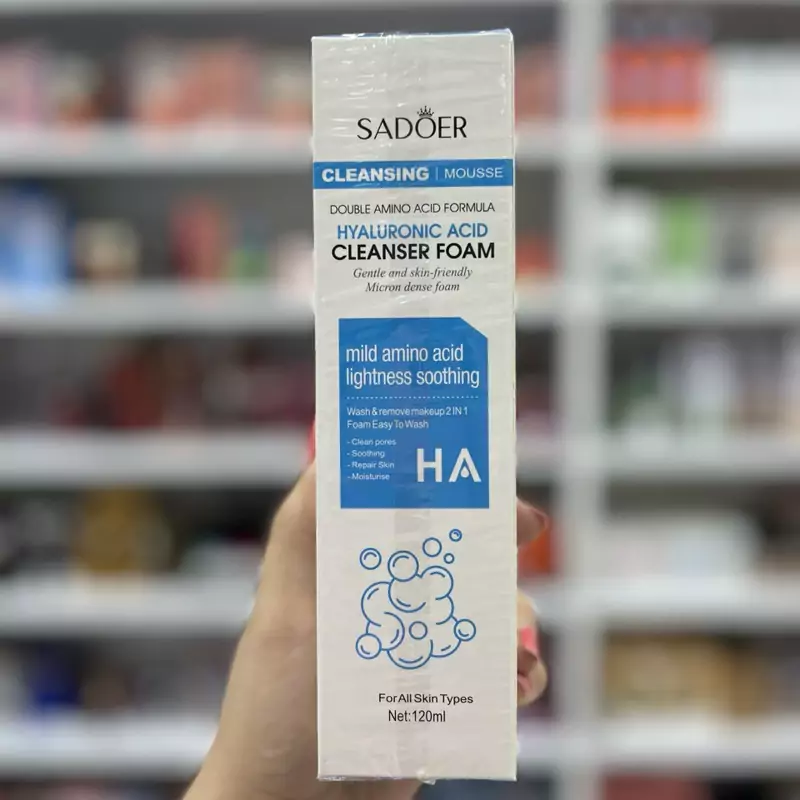 SADOER
CLEANSING | MOUSSE
DOUBLE AMINO ACID FORMULA
HYALURONIC ACID
CLEANSER FOAM
Gentle and skin-friendly
Micron dense foam
mild amino acid
lightness soothing
Wash & remove makeup 2 IN 1
Foam Easy To Wash
- Clean pores
- Soothing
- Repair Skin
- Moisturise
HA
For All Skin Types
Net:120ml